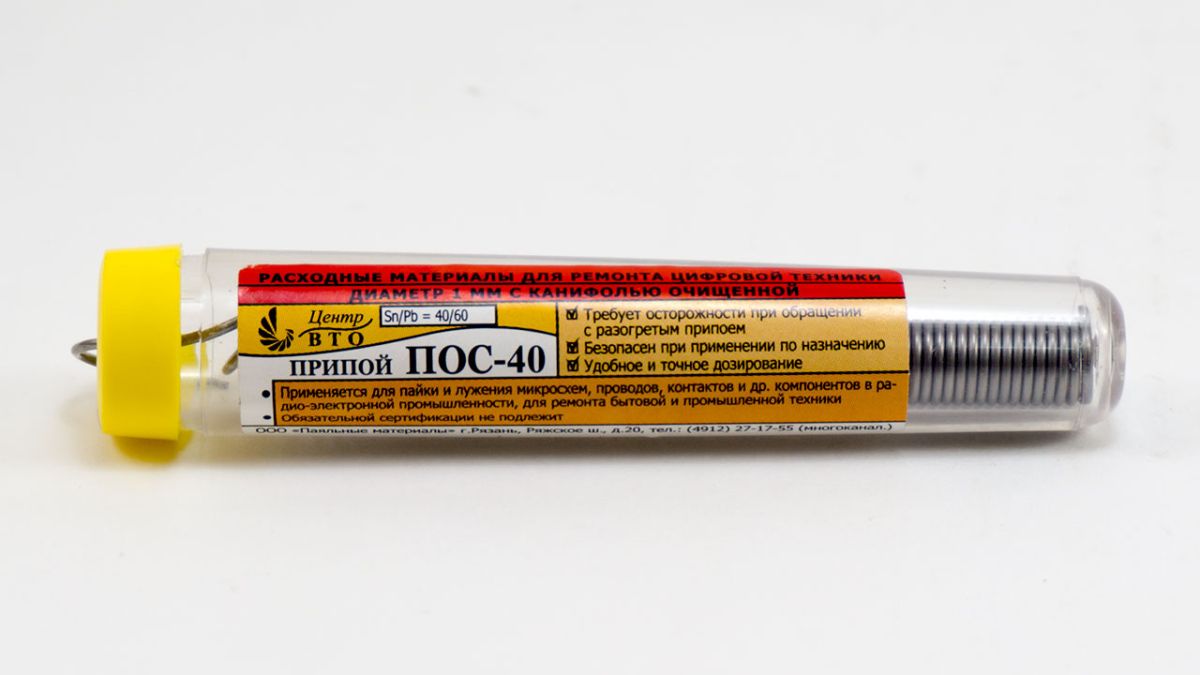 РАСХОДНЫЕ МАТЕРИАЛЫ ДЛЯ РЕМОНТА ЦИФРОВОЙ ТЕХНИКИ
ДИАМЕТР 1 ММ С КАНИФОЛЬЮ ОЧИЩЕННОЙ
Центр
ВТО
Sn/Pb = 40/60
ПРИПОЙ ПОС-40
Требует осторожности при обращении
с разогретым припоем
Безопасен при применении по назначению
Удобное и точное дозирование
• Применяется для пайки и лужения микросхем, проводов, контактов и др. компонентов в ра-
дио-электронной промышленности, для ремонта бытовой и промышленной техники
• Обязательной сертификации не подлежит
ООО «Паяльные материалы» г.Рязань, Ряжское ш., д.20, тел.: (4912) 27-17-55 (многоканал.)